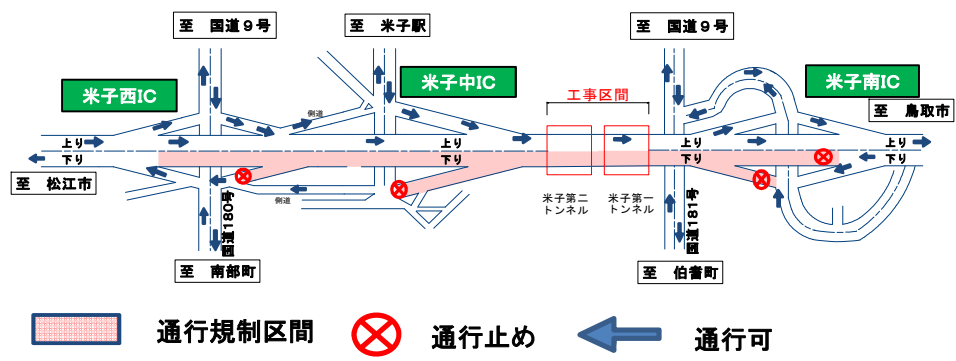 至 国道９号
至 米子駅
至 国道９号
米子西IC
米子中IC
米子南IC
工事区間
至 鳥取市
側道
上り
下り
上り
下り
上り
下り
上り
下り
至 松江市
側道
国道180号
米子第二
トンネル
米子第一
トンネル
国道181号
至 南部町
至 伯耆町
通行規制区間
通行止め
通行可